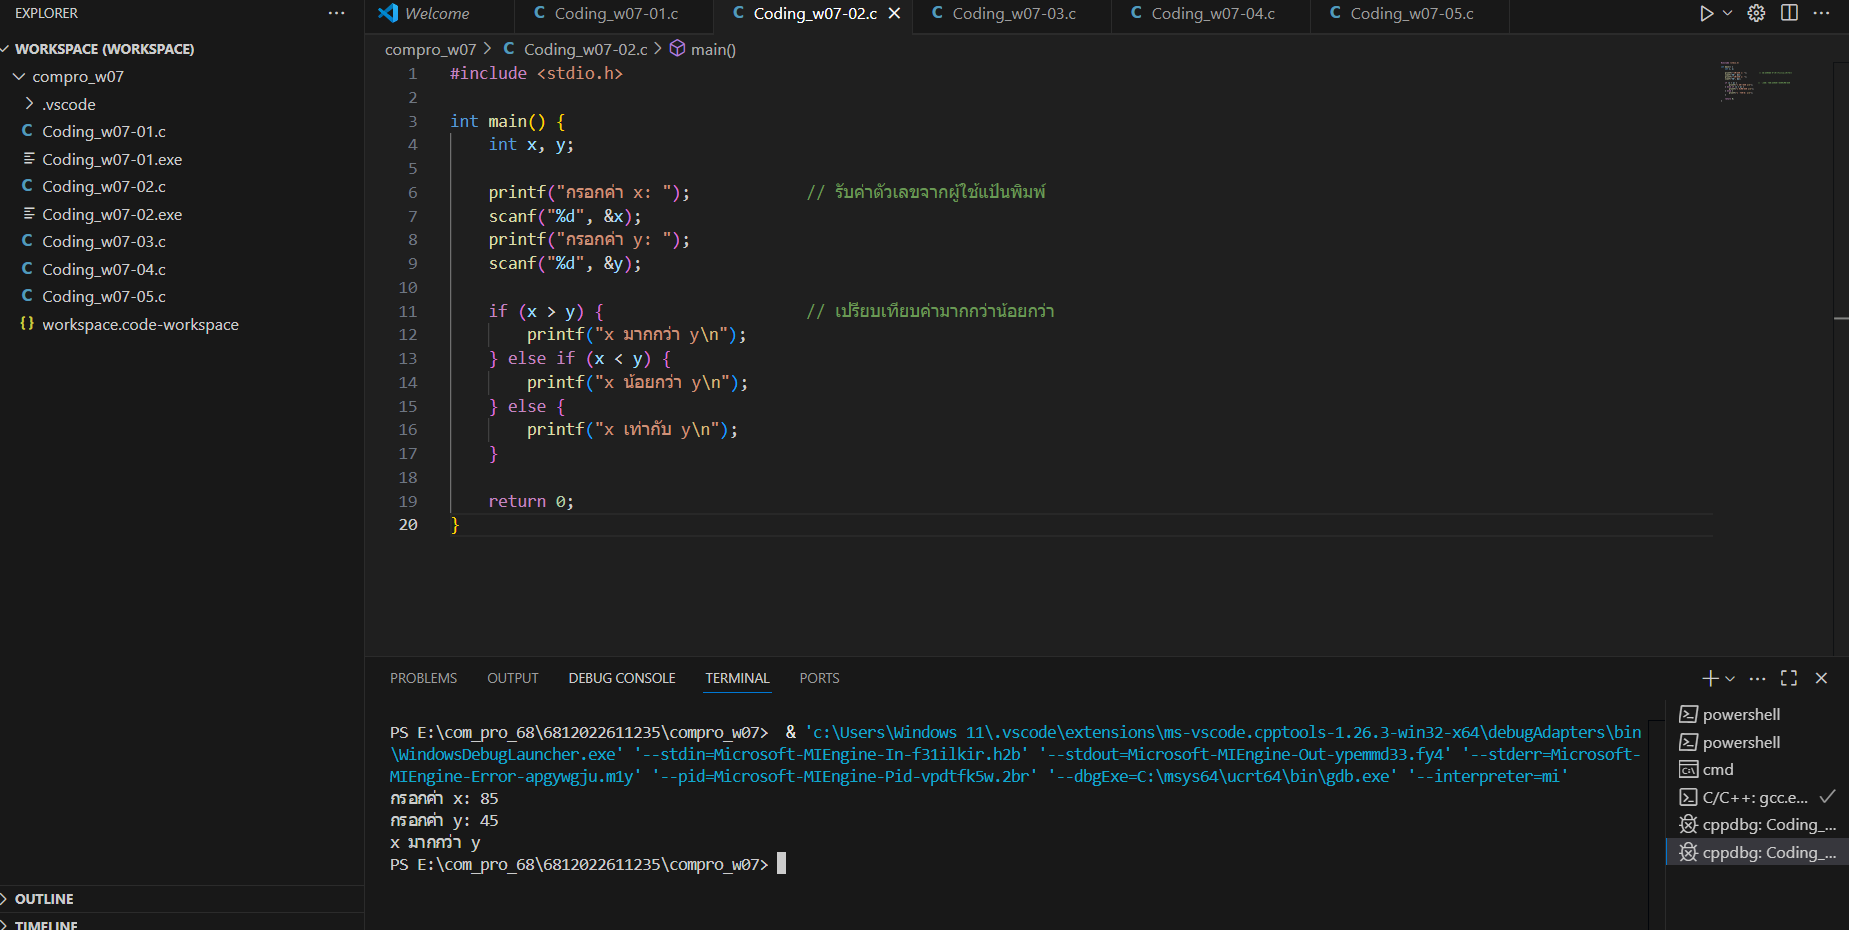 EXPLORER
WORKSPACE (WORKSPACE)
compro_w07
.vscode
Coding_w07-01.c
Coding_w07-01.exe
Coding_w07-02.c
Coding_w07-02.exe
Coding_w07-03.c
Coding_w07-04.c
Coding_w07-05.c
workspace.code-workspace
OUTLINE
TIMELINE
Welcome C Coding_w07-01.c C Coding_w07-02.c C Coding_w07-03.c C Coding_w07-04.c C Coding_w07-05.c
compro_w07 > C Coding_w07-02.c > main()
1 #include <stdio.h>
2
3 int main() {
4 int x, y;
5
6 printf("กรอกค่า x: "); // รับค่าตัวเลขจากผู้ใช้แป้นพิมพ์
7 scanf("%d", &x);
8 printf("กรอกค่า y: ");
9 scanf("%d", &y);
10
11 if (x > y) { // เปรียบเทียบค่ามากกว่าน้อยกว่า
12 printf("x มากกว่า y\n");
13 } else if (x < y) {
14 printf("x น้อยกว่า y\n");
15 } else {
16 printf("x เท่ากับ y\n");
17 }
18
19 return 0;
20 }
PROBLEMS OUTPUT DEBUG CONSOLE TERMINAL PORTS
PS E:\com_pro_68\6812022611235\compro_w07> & 'c:\Users\Windows 11\.vscode\extensions\ms-vscode.cpptools-1.26.3-win32-x64\debugAdapters\bin
\WindowsDebugLauncher.exe' '--stdin=Microsoft-MIEngine-In-f31ilkir.h2b' '--stdout=Microsoft-MIEngine-Out-ypemmd33.fy4' '--stderr=Microsoft-
MIEngine-Error-apgywgju.m1y' '--pid=Microsoft-MIEngine-Pid-vpdtfk5w.2br' '--dbgExe=C:\msys64\ucrt64\bin\gdb.exe' '--interpreter=mi'
กรอกค่า x: 85
กรอกค่า y: 45
x มากกว่า y
PS E:\com_pro_68\6812022611235\compro_w07>
powershell
powershell
cmd
C/C++: gcc.e...
cppdbg: Coding_...
cppdbg: Coding_...